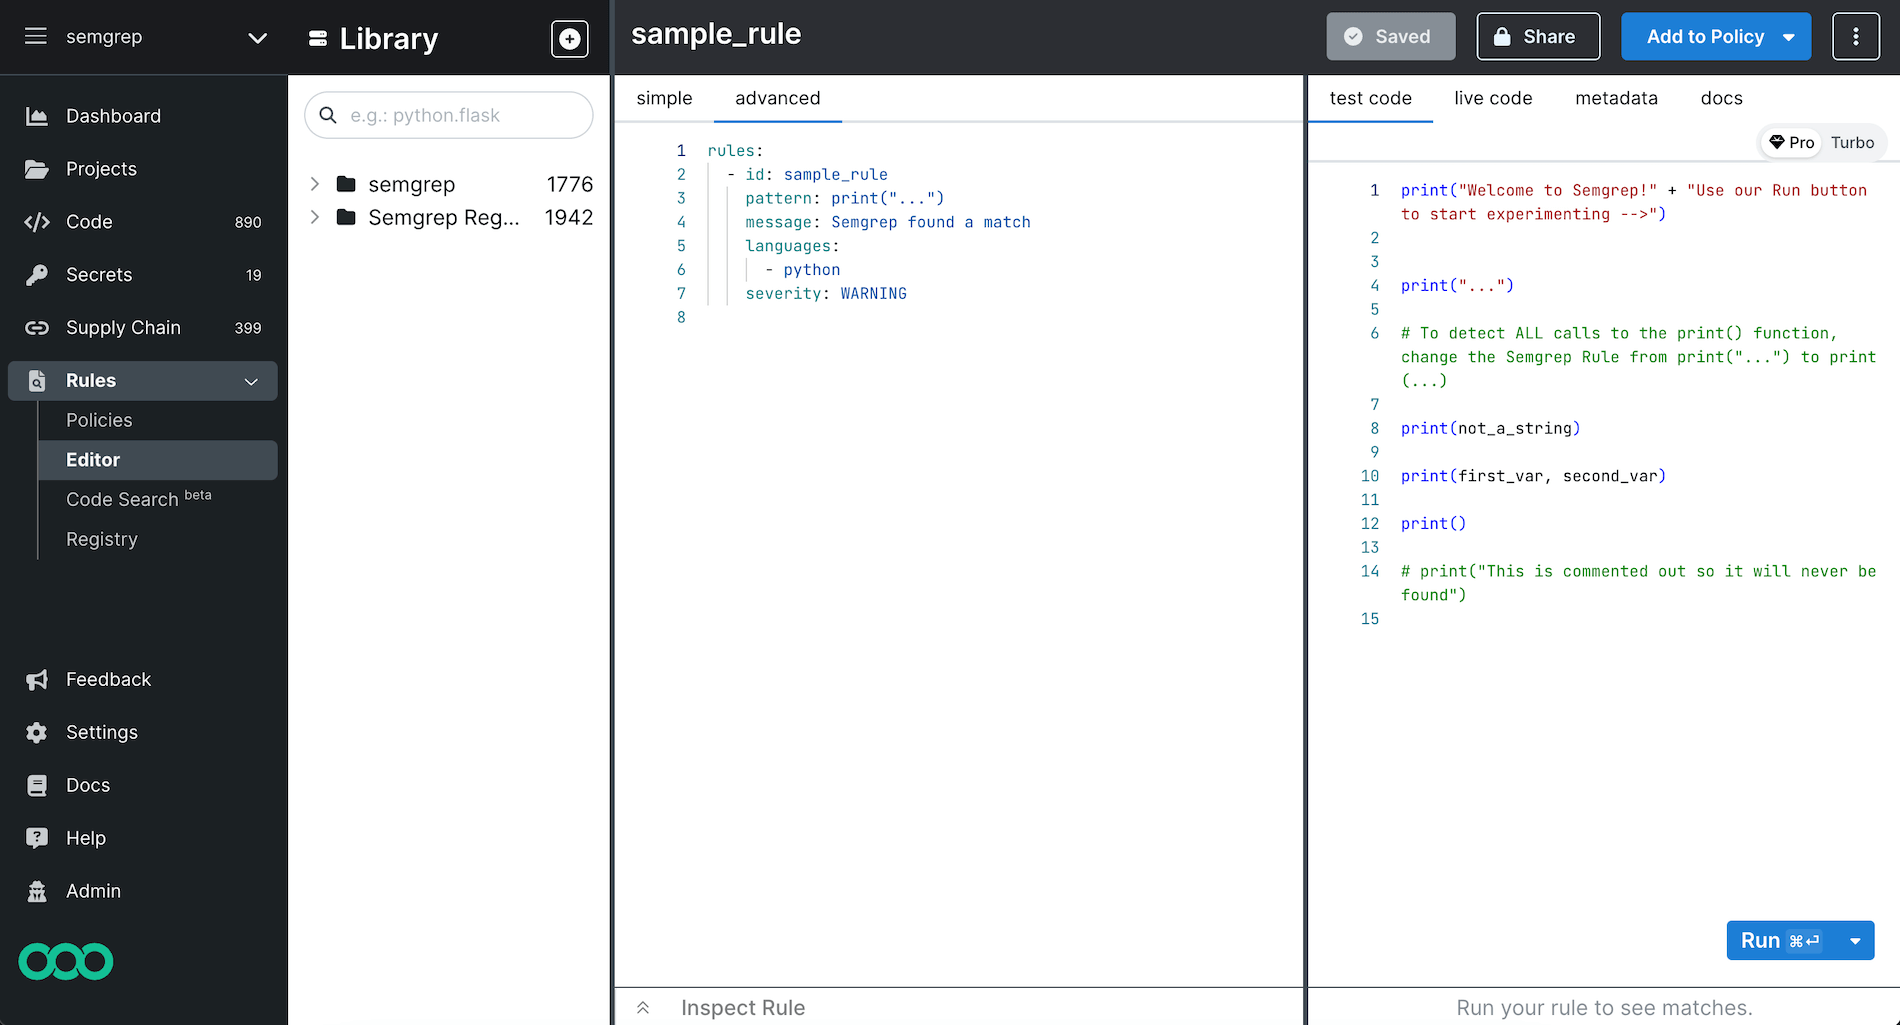 semgrep
Dashboard
Projects
Code 890
Secrets 19
Supply Chain 399
Rules
Policies
Editor
Code Search beta
Registry
Feedback
Settings
Docs
Help
Admin
Library
e.g.: python.flask
semgrep 1776
Semgrep Reg... 1942
sample_rule
Saved
Share
Add to Policy
simple advanced
1 rules:
2 - id: sample_rule
3 pattern: print("...")
4 message: Semgrep found a match
5 languages:
6 - python
7 severity: WARNING
8
Inspect Rule
test code live code metadata docs
Pro Turbo
1 print("Welcome to Semgrep!" + "Use our Run button
to start experimenting -->")
2
3
4 print("...")
5
6 # To detect ALL calls to the print() function,
change the Semgrep Rule from print("...") to print
(...)
7
8 print(not_a_string)
9
10 print(first_var, second_var)
11
12 print()
13
14 # print("This is commented out so it will never be
found")
15
Run ⌘⏎
Run your rule to see matches.